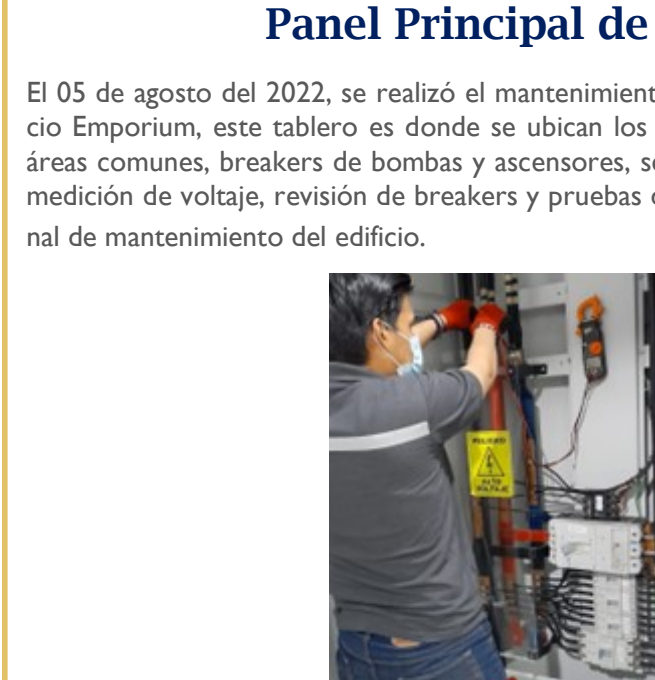 Panel Principal de
El 05 de agosto del 2022, se realizó el mantenimient
cio Emporium, este tablero es donde se ubican los
áreas comunes, breakers de bombas y ascensores, se
medición de voltaje, revisión de breakers y pruebas
nal de mantenimiento del edificio.
PELIGRO
ALTO
VOLTAJE